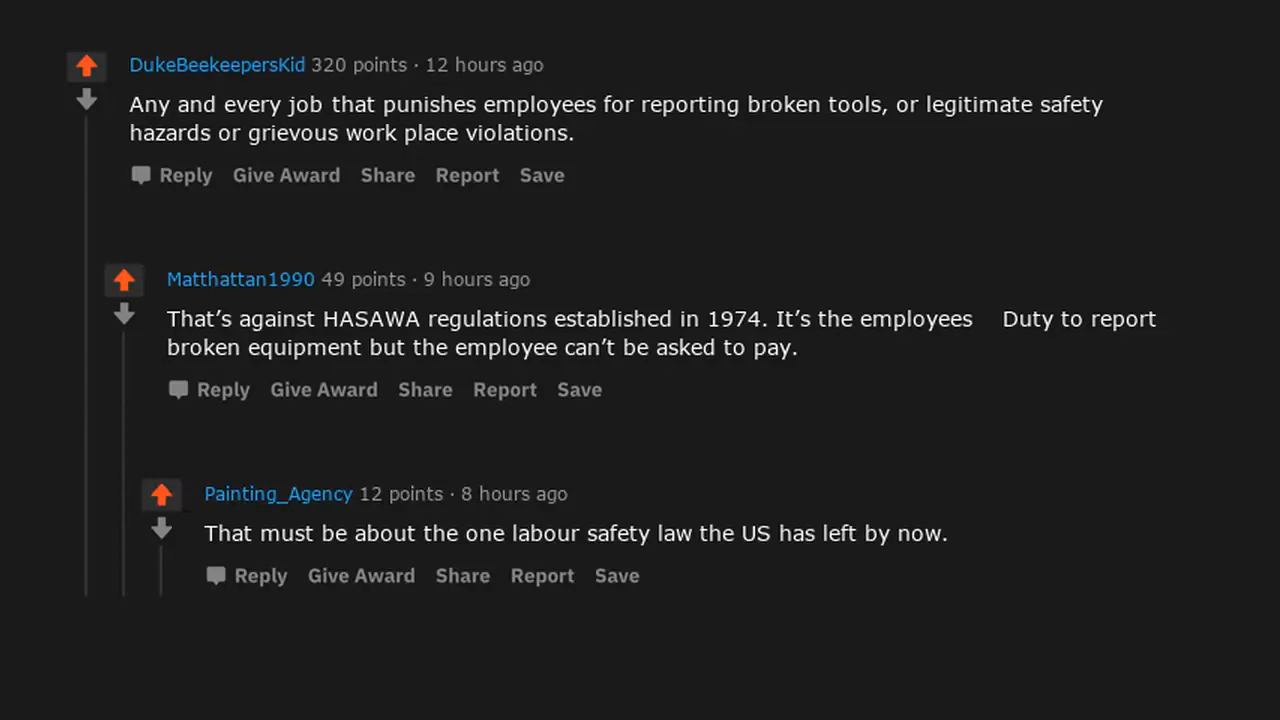 DukeBeekeepersKid 320 points · 12 hours ago
Any and every job that punishes employees for reporting broken tools, or legitimate safety
hazards or grievous work place violations.
Reply Give Award Share Report Save
Matthattan1990 49 points · 9 hours ago
That’s against HASAWA regulations established in 1974. It’s the employees Duty to report
broken equipment but the employee can’t be asked to pay.
Reply Give Award Share Report Save
Painting_Agency 12 points · 8 hours ago
That must be about the one labour safety law the US has left by now.
Reply Give Award Share Report Save